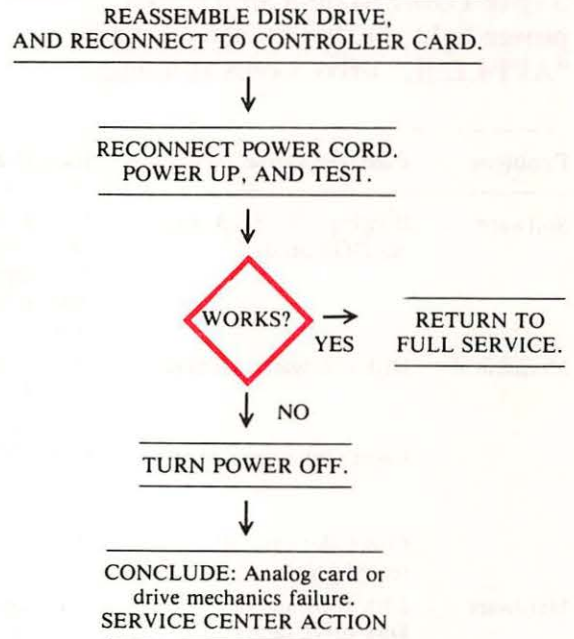 REASSEMBLE DISK DRIVE,
AND RECONNECT TO CONTROLLER CARD.
RECONNECT POWER CORD.
POWER UP, AND TEST.
WORKS?
YES
RETURN TO
FULL SERVICE.
NO
TURN POWER OFF.
CONCLUDE: Analog card or
drive mechanics failure.
SERVICE CENTER ACTION